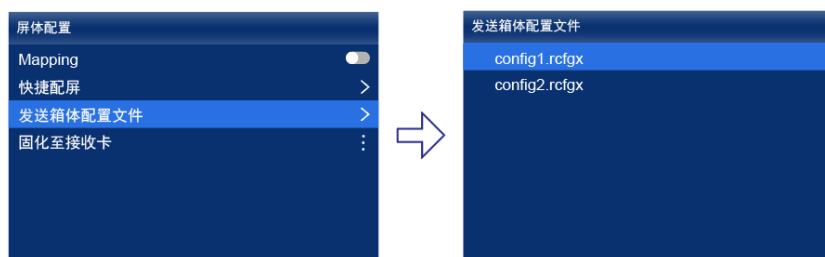 屏体配置
Mapping
快捷配屏
发送箱体配置文件
固化至接收卡
发送箱体配置文件
config1.rcfgx
config2.rcfgx